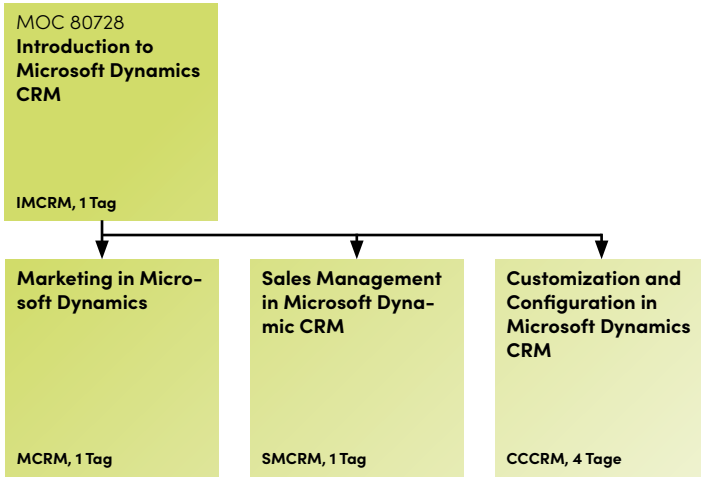 MOC 80728
Introduction to
Microsoft Dynamics
CRM
IMCRM, 1 Tag
Marketing in Micro-
soft Dynamics
MCRM, 1 Tag
Sales Management
in Microsoft Dyna-
mic CRM
SMCRM, 1 Tag
Customization and
Configuration in
Microsoft Dynamics
CRM
CCCRM, 4 Tage